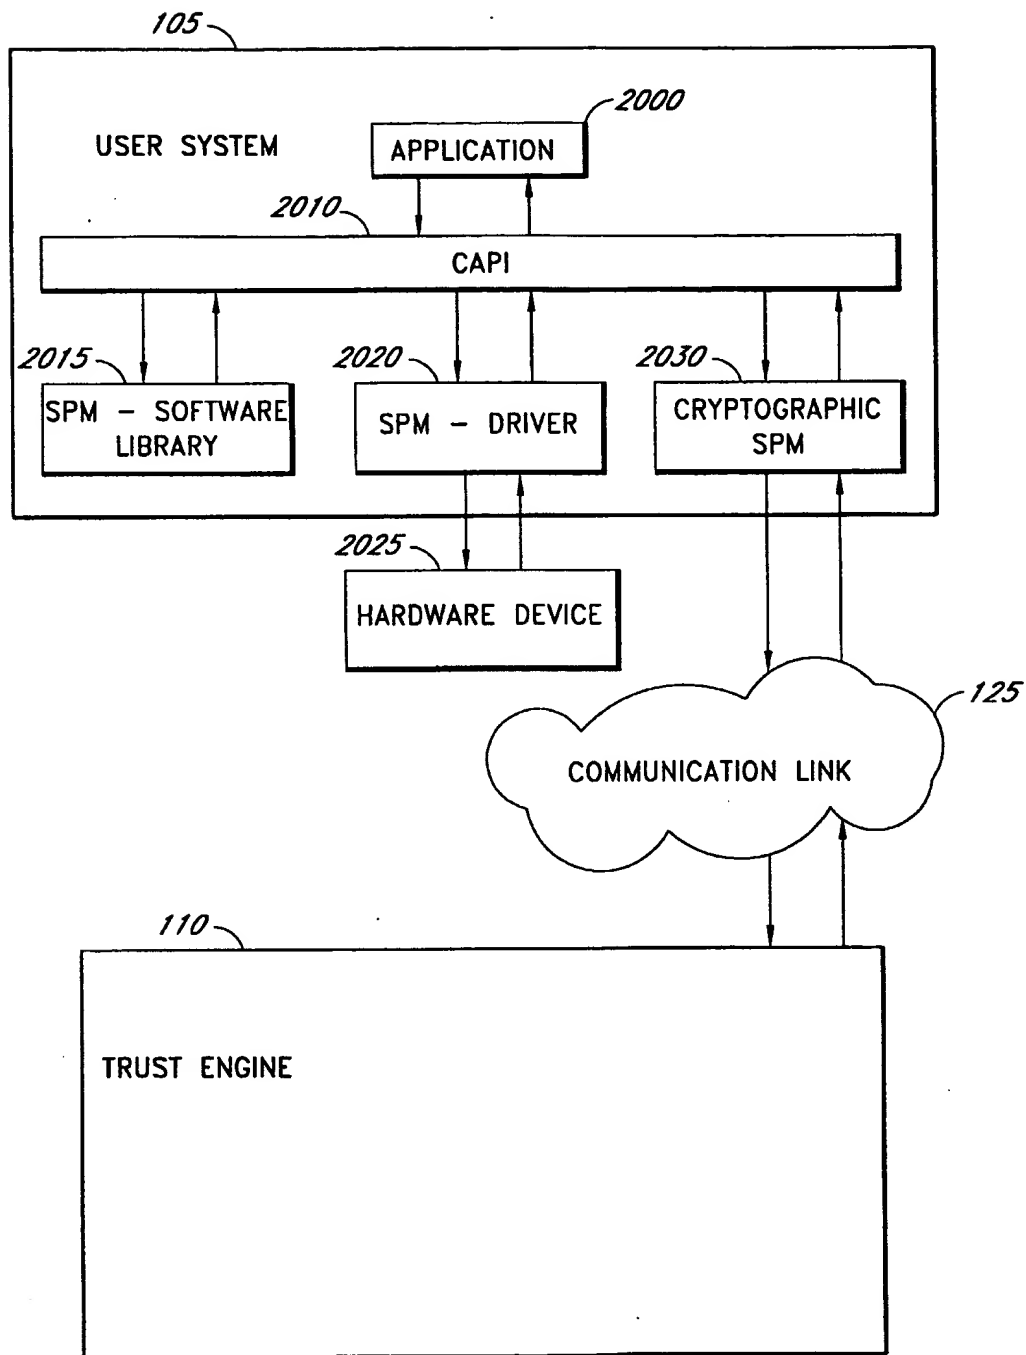 105
2000
USER SYSTEM
APPLICATION
2010
CAPI
2015
2020
2030
SPM - SOFTWARE
LIBRARY
SPM - DRIVER
CRYPTOGRAPHIC
SPM
2025
HARDWARE DEVICE
125
COMMUNICATION LINK
110
TRUST ENGINE